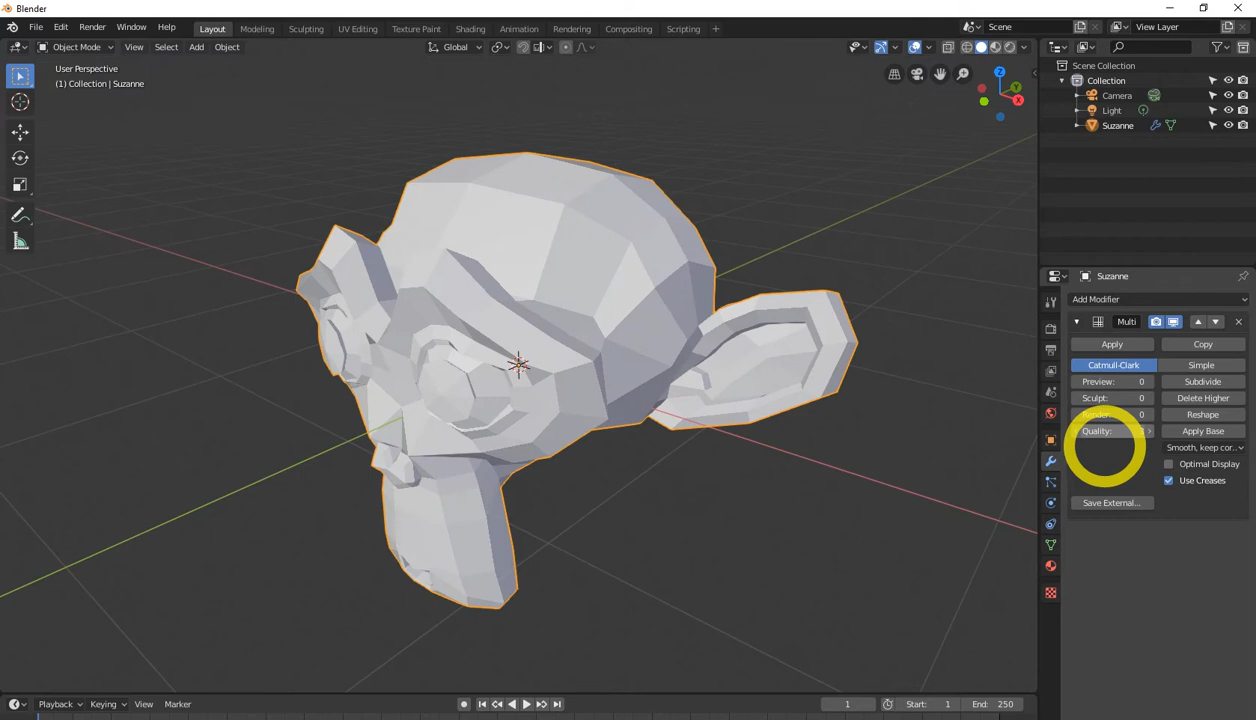 Blender
File Edit Render Window Help
Layout Modeling Sculpting UV Editing Texture Paint Shading Animation Rendering Compositing Scripting +
Scene
View Layer
Object Mode View Select Add Object
Global
User Perspective
(1) Collection | Suzanne
Z
Y
X
Scene Collection
Collection
Camera
Light
Suzanne
Suzanne
Add Modifier
Multi
Apply Copy
Catmull-Clark Simple
Preview: 0 Subdivide
Sculpt: 0 Delete Higher
Render: 0 Reshape
Quality: Apply Base
Smooth, keep cor..
Optimal Display
Use Creases
Save External...
Playback Keying View Marker
1
Start: 1 End: 250